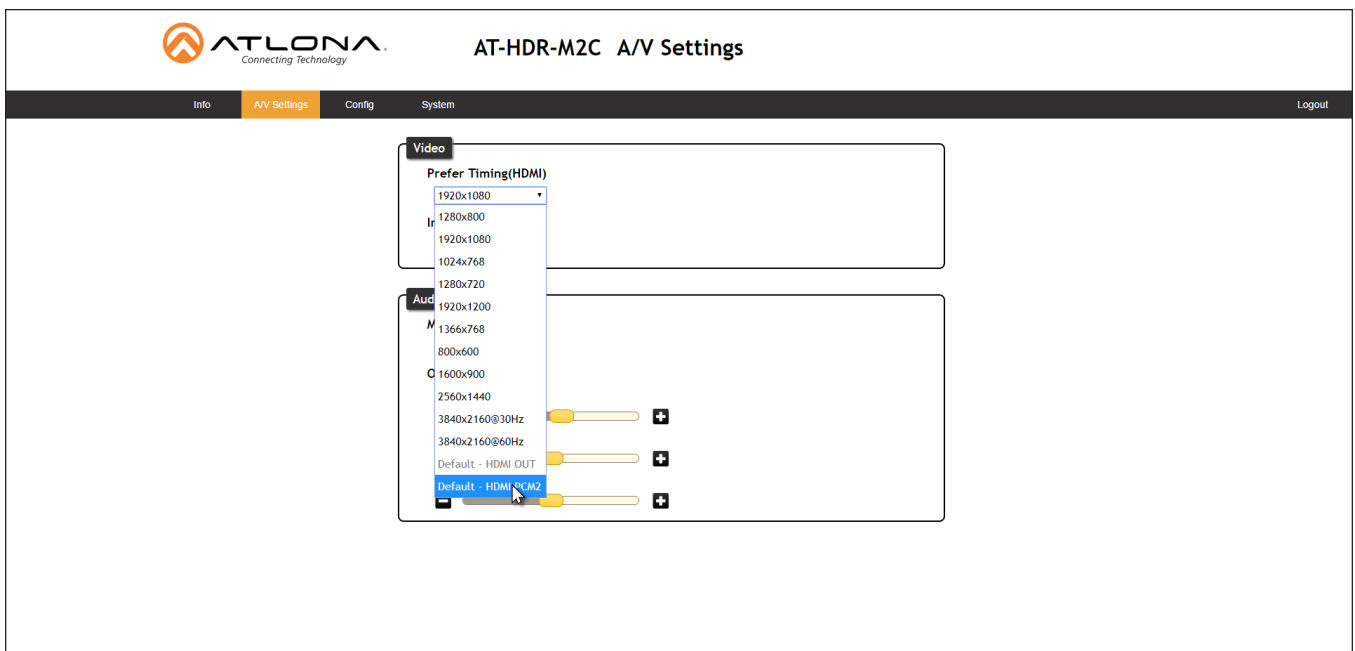 ATLONA.
Connecting Technology
AT-HDR-M2C A/V Settings
Info A/V Settings Config System Logout
Video
Prefer Timing(HDMI)
1920x1080
1280x800
1920x1080
1024x768
1280x720
1920x1200
1366x768
800x600
1600x900
2560x1440
3840x2160@30Hz
3840x2160@60Hz
Default - HDMI OUT
Default - HDMI PCM2